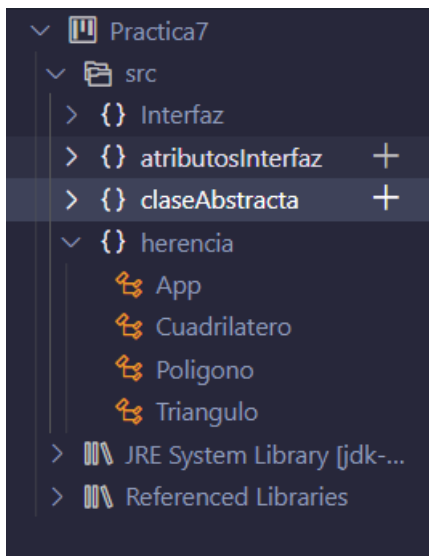 Practica7
src
{} Interfaz
{} atributosInterfaz +
{} claseAbstracta +
{} herencia
App
Cuadrilatero
Poligono
Triangulo
JRE System Library [jdk-...
Referenced Libraries